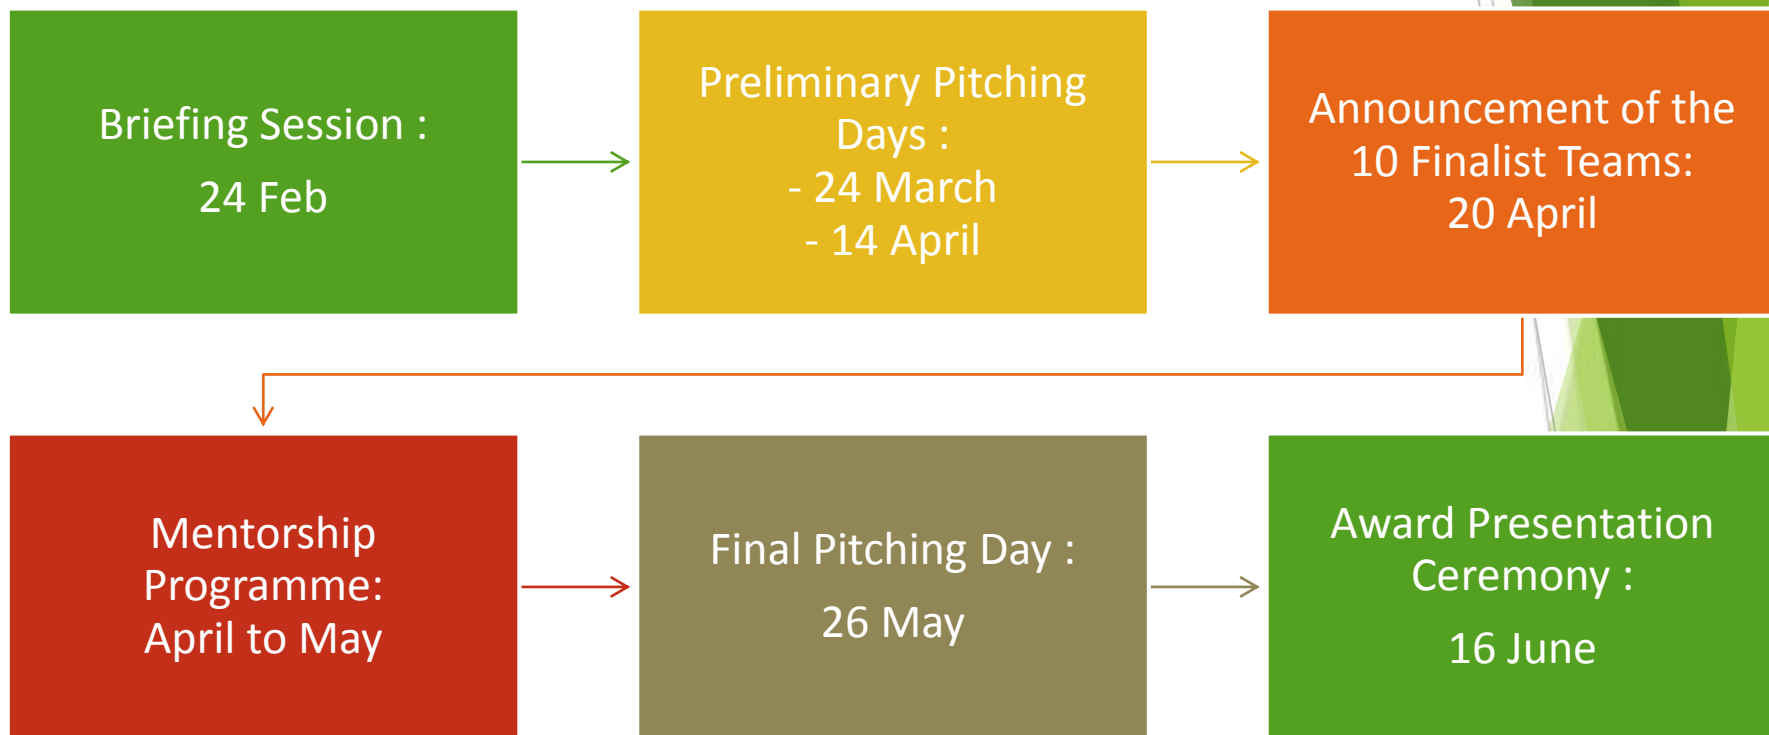 Briefing Session :
24 Feb
Preliminary Pitching
Days :
- 24 March
- 14 April
Announcement of the
10 Finalist Teams:
20 April
Mentorship
Programme:
April to May
Final Pitching Day :
26 May
Award Presentation
Ceremony :
16 June